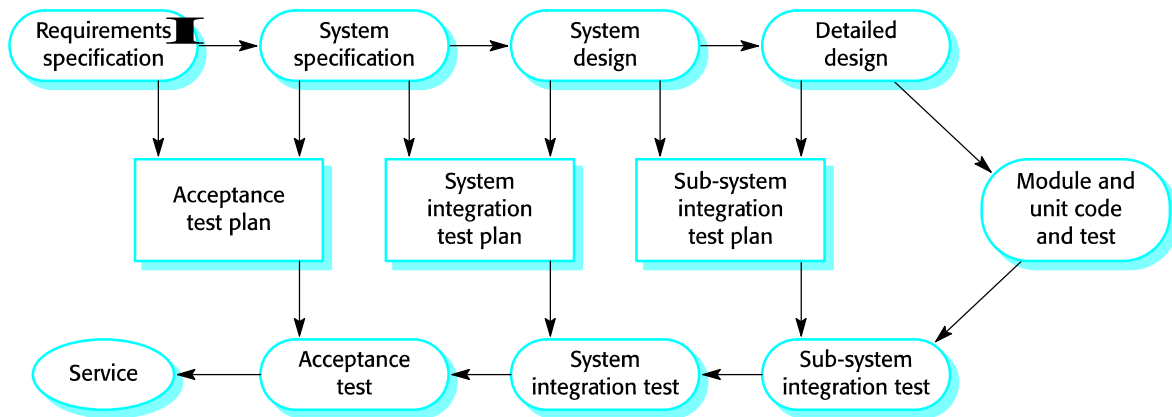 Requirements
specification
System
specification
System
design
Detailed
design
Acceptance
test plan
System
integration
test plan
Sub-system
integration
test plan
Module and
unit code
and test
Service
Acceptance
test
System
integration test
Sub-system
integration test